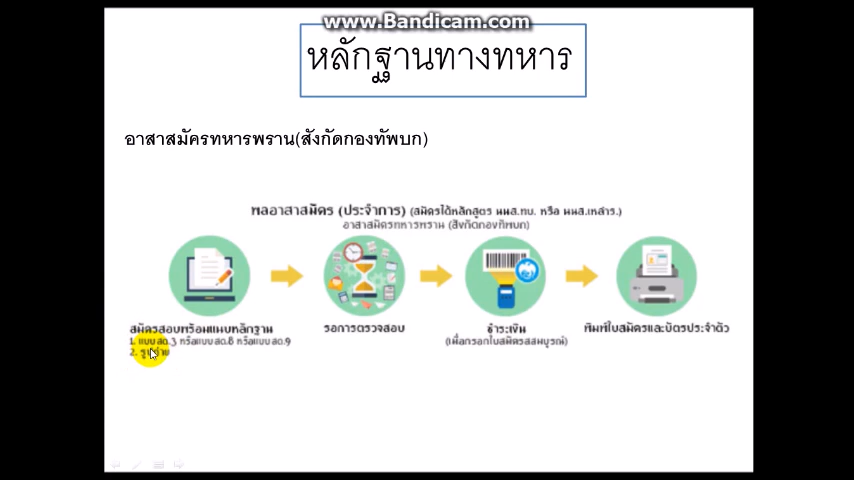 www.Bandicam.com
หลักฐานทางทหาร
อาสาสมัครทหารพราน(สังกัดกองทัพบก)
พลอาสาสมัคร (ประจำการ) (สมัครได้หลักสูตร นนส.ทบ. หรือ นนส.เหล่าร.)
อาสาสมัครทหารพราน (สังกัดกองทัพบก)
สมัครสอบพร้อมแนบหลักฐาน
รอการตรวจสอบ
ชำระเงิน
พิมพ์ใบสมัครและบัตรประจำตัว
1. แบบ สด.3 หรือแบบ สด.8 หรือแบบ สด.9
(เพื่อกรอกใบสมัครสมบูรณ์)
2. รูปถ่าย